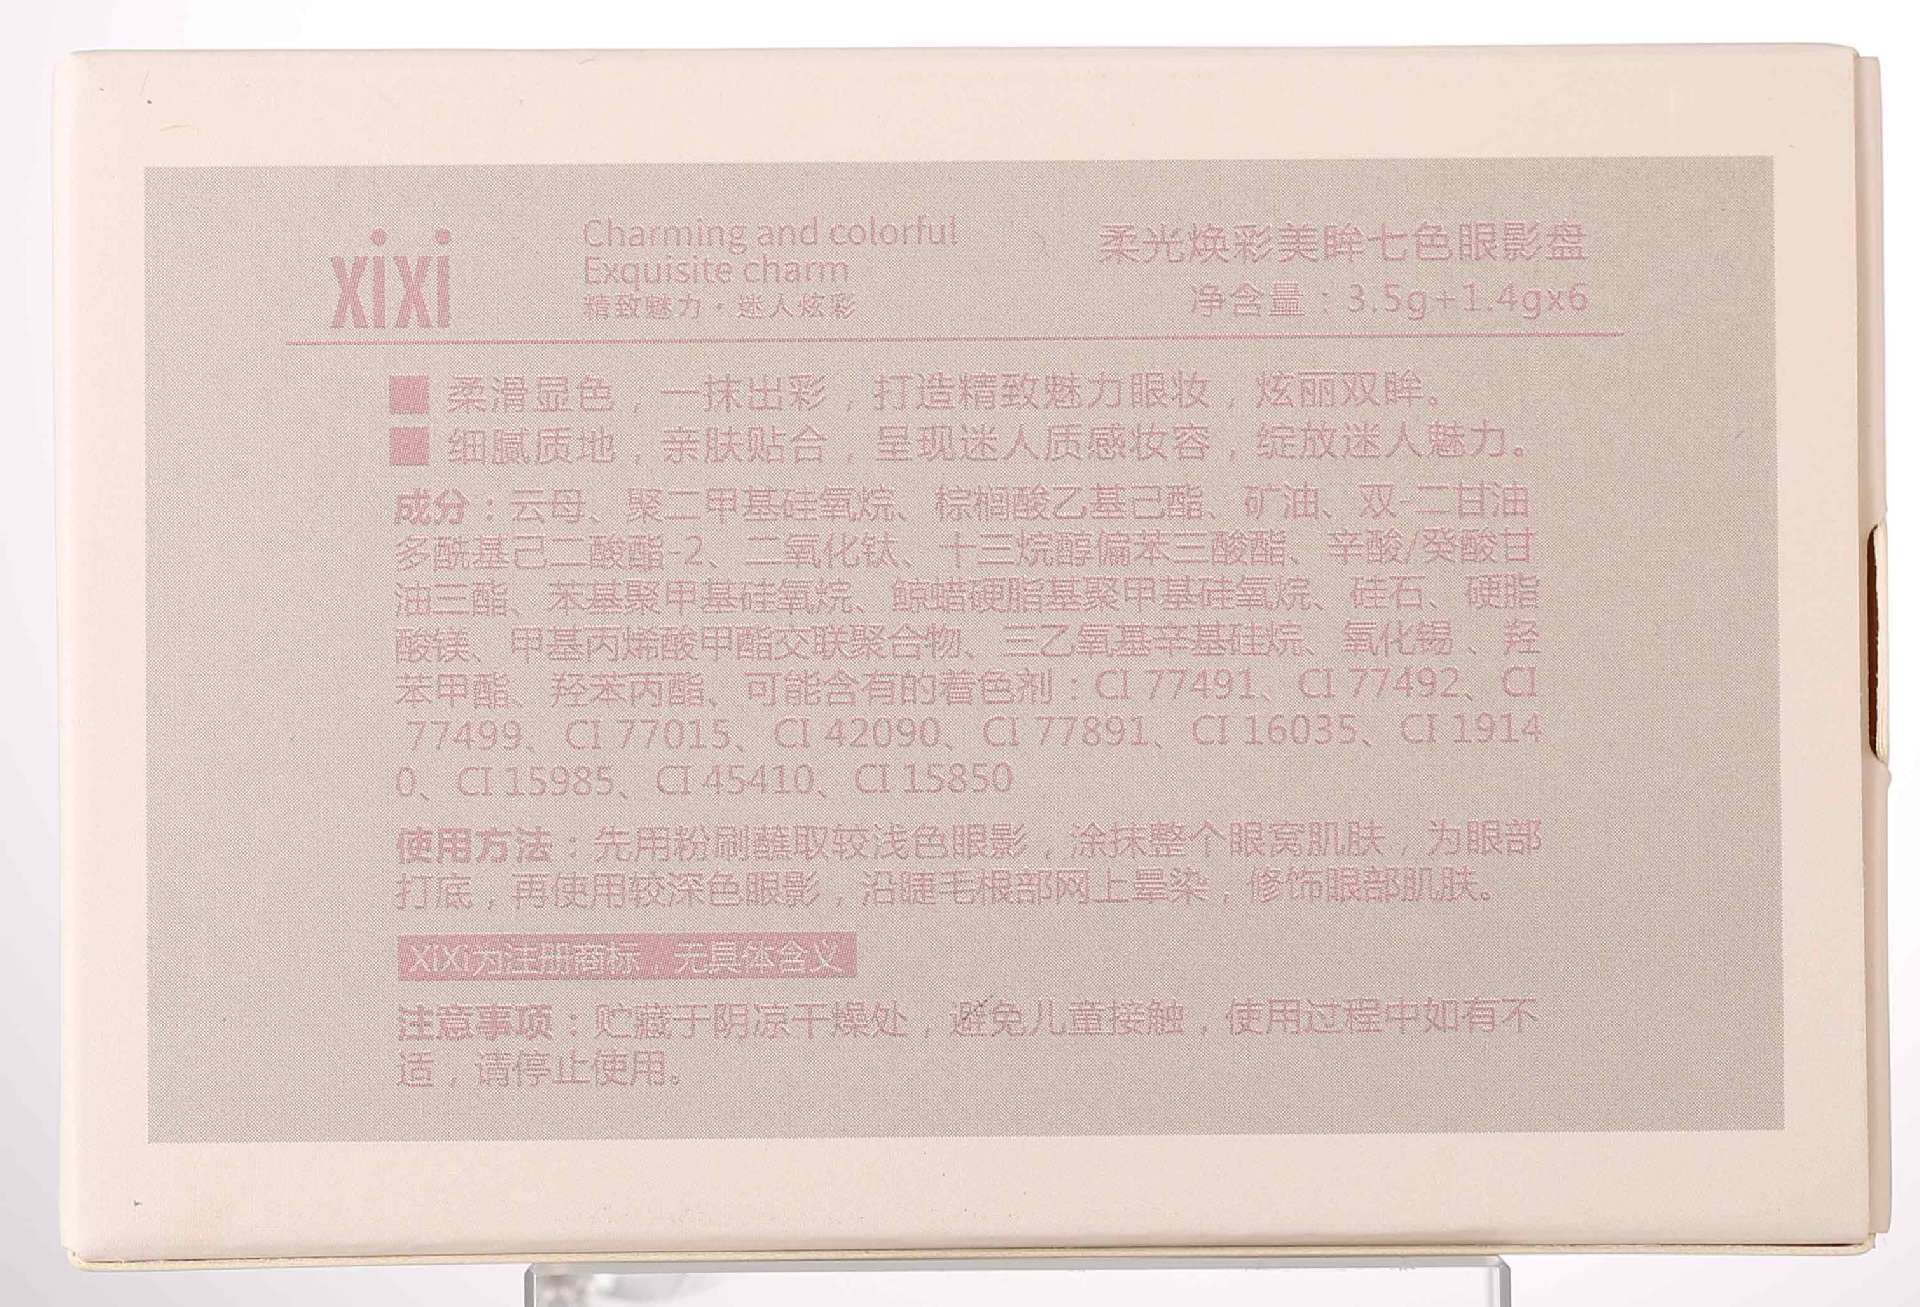 xixi
Charming and colorful
Exquisite charm
精致魅力·迷人炫彩
柔光焕彩美眸七色眼影盘
净含量：3.5g+1.4gx6
柔滑显色，一抹出彩，打造精致魅力眼妆，炫丽双眸。
细腻质地，亲肤贴合，呈现迷人质感妆容，绽放迷人魅力。
成分：云母、聚二甲基硅氧烷、棕榈酸乙基己酯、矿油、双-二甘油
多酰基己二酸酯-2、二氧化钛、十三烷醇偏苯三酸酯、辛酸/癸酸甘
油三酯、苯基聚甲基硅氧烷、鲸蜡硬脂基聚甲基硅氧烷、硅石、硬脂
酸镁、甲基丙烯酸甲酯交联聚合物、三乙氧基辛基硅烷、氧化锡、羟
苯甲酯、羟苯丙酯、可能含有的着色剂：CI 77491、CI 77492、CI
77499、CI 77015、CI 42090、CI 77891、CI 16035、CI 1914
0、CI 15985、CI 45410、CI 15850
使用方法：先用粉刷蘸取较浅色眼影，涂抹整个眼窝肌肤，为眼部
打底，再使用较深色眼影，沿睫毛根部网上晕染，修饰眼部肌肤。
XiXi为注册商标，无具体含义
注意事项：贮藏于阴凉干燥处，避免儿童接触，使用过程中如有不
适，请停止使用。